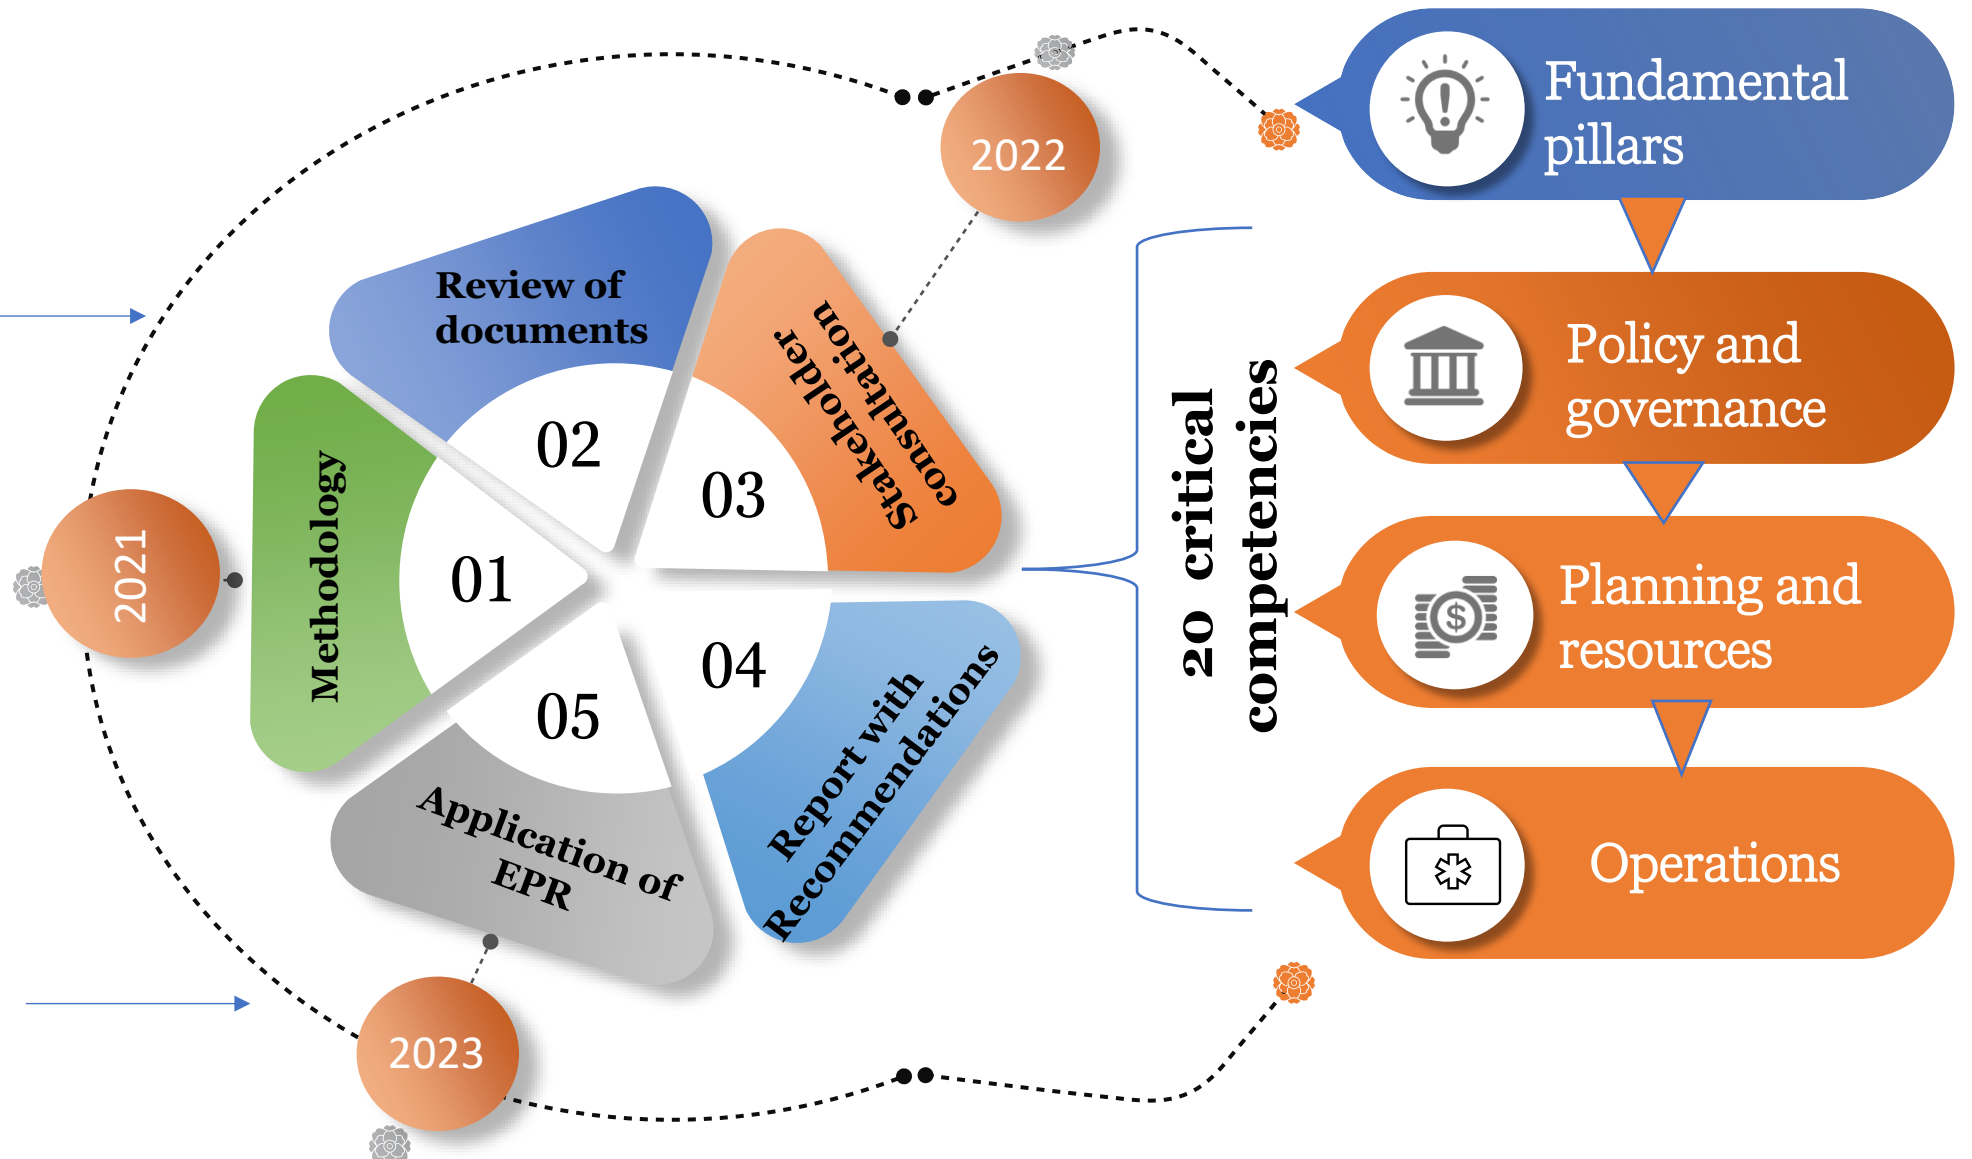 2021
2022
2023
01
Methodology
02
Review of
documents
03
Stakeholder
consultation
04
Report with
Recommendations
05
Application of
EPR
20 critical
competencies
Fundamental
pillars
Policy and
governance
Planning and
resources
$
Operations